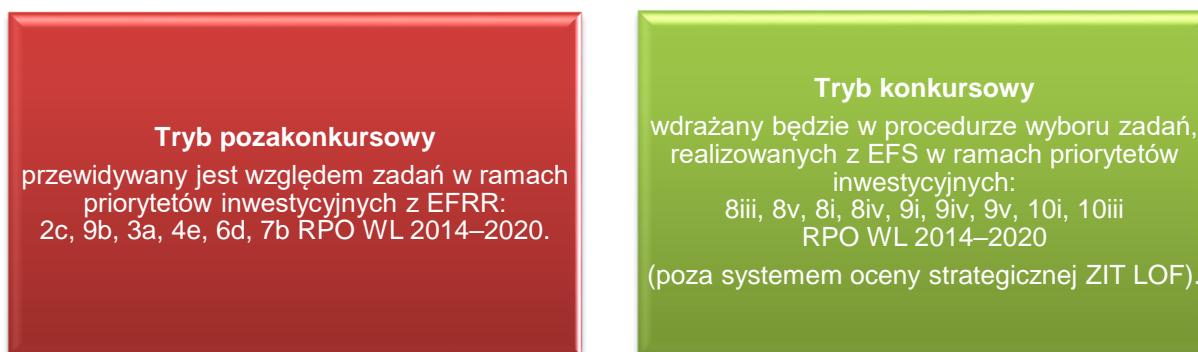 Tryb pozakonkursowy
przewidywany jest względem zadań w ramach
priorytetów inwestycyjnych z EFRR:
2c, 9b, 3a, 4e, 6d, 7b RPO WL 2014–2020.
Tryb konkursowy
wdrażany będzie w procedurze wyboru zadań,
realizowanych z EFS w ramach priorytetów
inwestycyjnych:
8iii, 8v, 8i, 8iv, 9i, 9iv, 9v, 10i, 10iii
RPO WL 2014–2020
(poza systemem oceny strategicznej ZIT LOF).